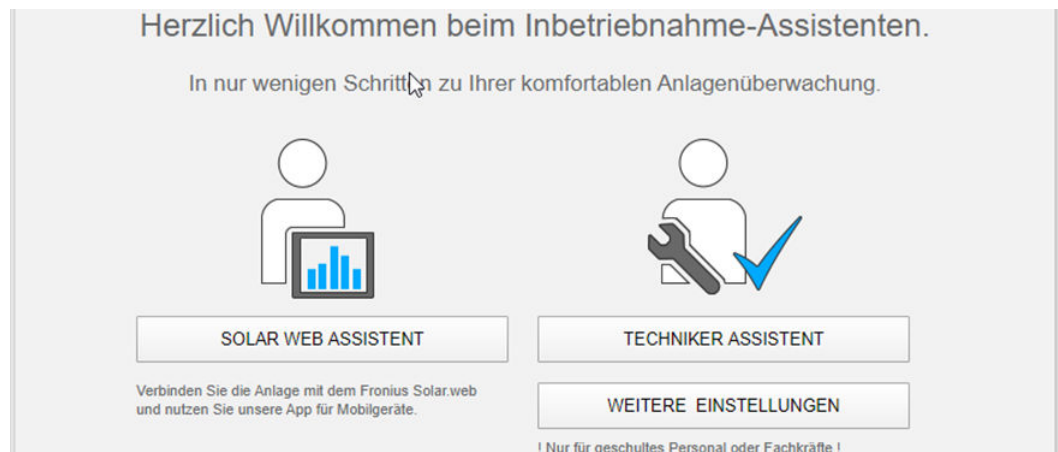 Herzlich Willkommen beim Inbetriebnahme-Assistenten.
In nur wenigen Schritten zu Ihrer komfortablen Anlagenüberwachung.
SOLAR WEB ASSISTENT
TECHNIKER ASSISTENT
Verbinden Sie die Anlage mit dem Fronius Solar.web
und nutzen Sie unsere App für Mobilgeräte.
WEITERE EINSTELLUNGEN
! Nur für geschultes Personal oder Fachkräfte !